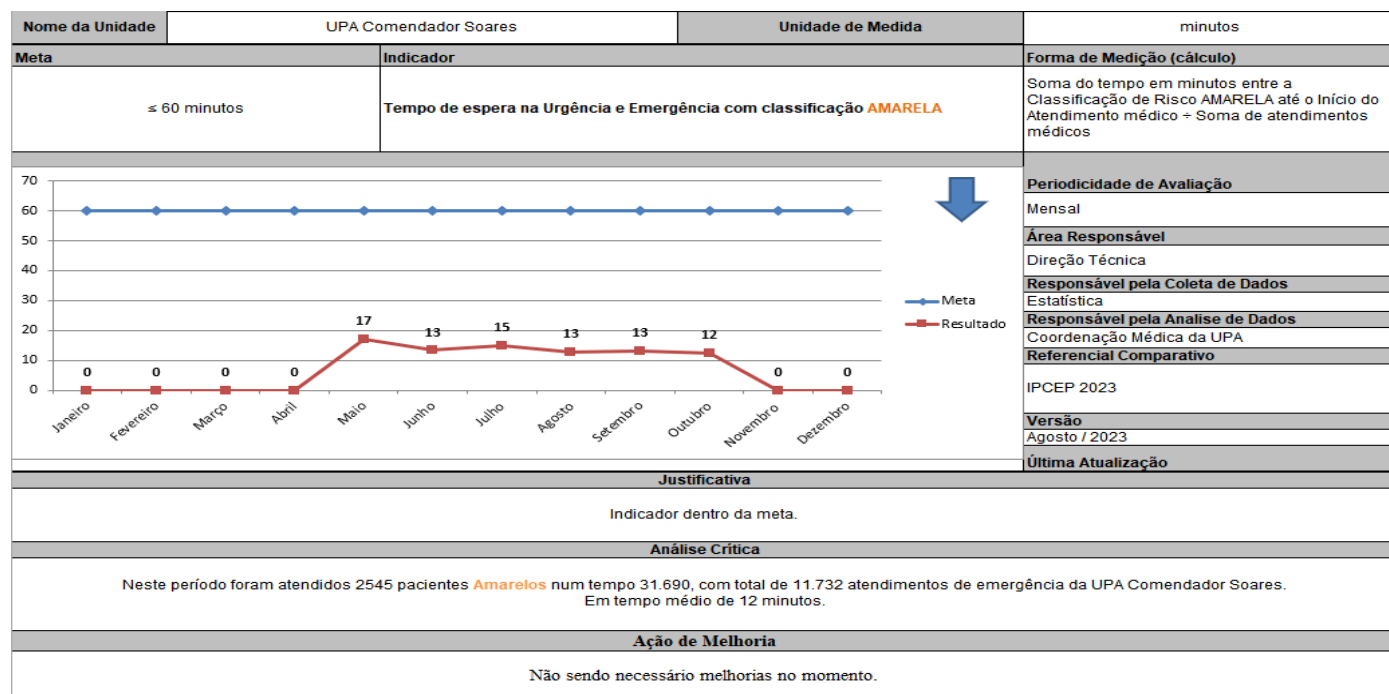 Nome da Unidade UPA Comendador Soares Unidade de Medida minutos
Meta Indicador Forma de Medição (cálculo)
≤ 60 minutos
Tempo de espera na Urgência e Emergência com classificação AMARELA
Soma do tempo em minutos entre a
Classificação de Risco AMARELA até o Início do
Atendimento médico ÷ Soma de atendimentos
médicos
70
60
50
40
30
20
10
0
0 0 0 0 17 13 15 13 13 12 0 0
Janeiro Fevereiro Março Abril Maio Junho Julho Agosto Setembro Outubro Novembro Dezembro
Meta
Resultado
Periodicidade de Avaliação
Mensal
Área Responsável
Direção Técnica
Responsável pela Coleta de Dados
Estatística
Responsável pela Analise de Dados
Coordenação Médica da UPA
Referencial Comparativo
IPCEP 2023
Versão
Agosto / 2023
Última Atualização
Justificativa
Indicador dentro da meta.
Análise Crítica
Neste período foram atendidos 2545 pacientes Amarelos num tempo 31.690, com total de 11.732 atendimentos de emergência da UPA Comendador Soares.
Em tempo médio de 12 minutos.
Ação de Melhoria
Não sendo necessário melhorias no momento.